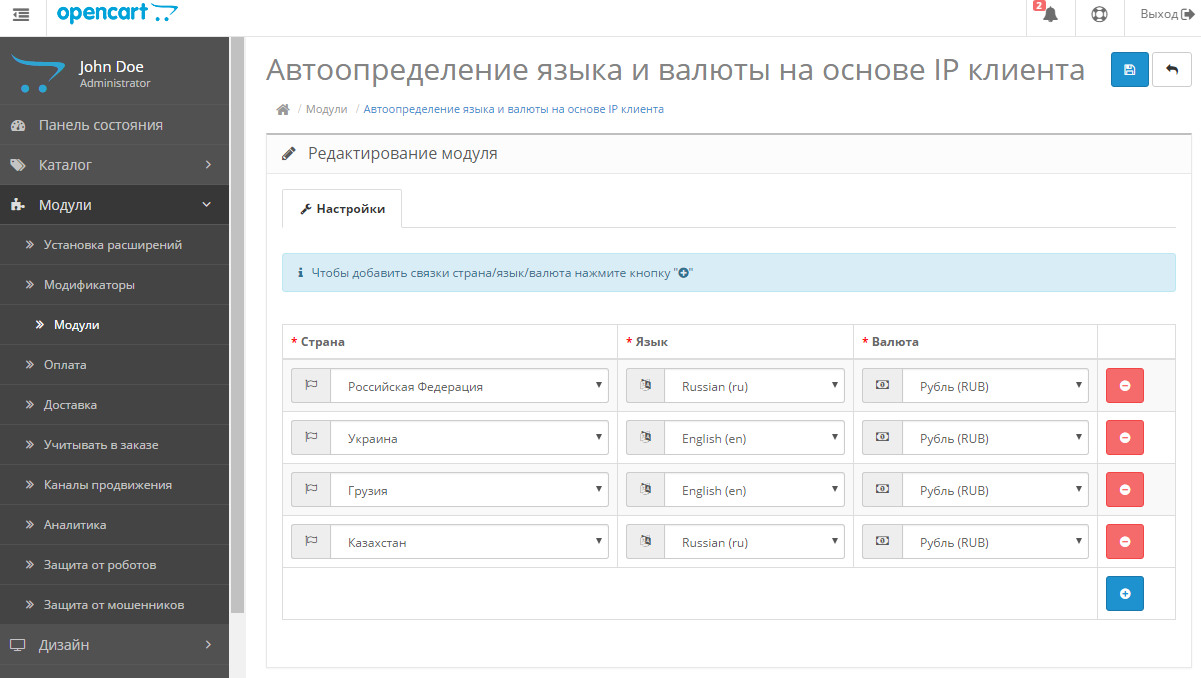 opencart
2
Выход
John Doe
Administrator
Панель состояния
Каталог
Модули
Установка расширений
Модификаторы
Модули
Оплата
Доставка
Учитывать в заказе
Каналы продвижения
Аналитика
Защита от роботов
Защита от мошенников
Дизайн
Автоопределение языка и валюты на основе IP клиента
/ Модули / Автоопределение языка и валюты на основе IP клиента
Редактирование модуля
Настройки
Чтобы добавить связки страна/язык/валюта нажмите кнопку "+"
* Страна * Язык * Валюта
Российская Федерация Russian (ru) Рубль (RUB)
Украина English (en) Рубль (RUB)
Грузия English (en) Рубль (RUB)
Казахстан Russian (ru) Рубль (RUB)